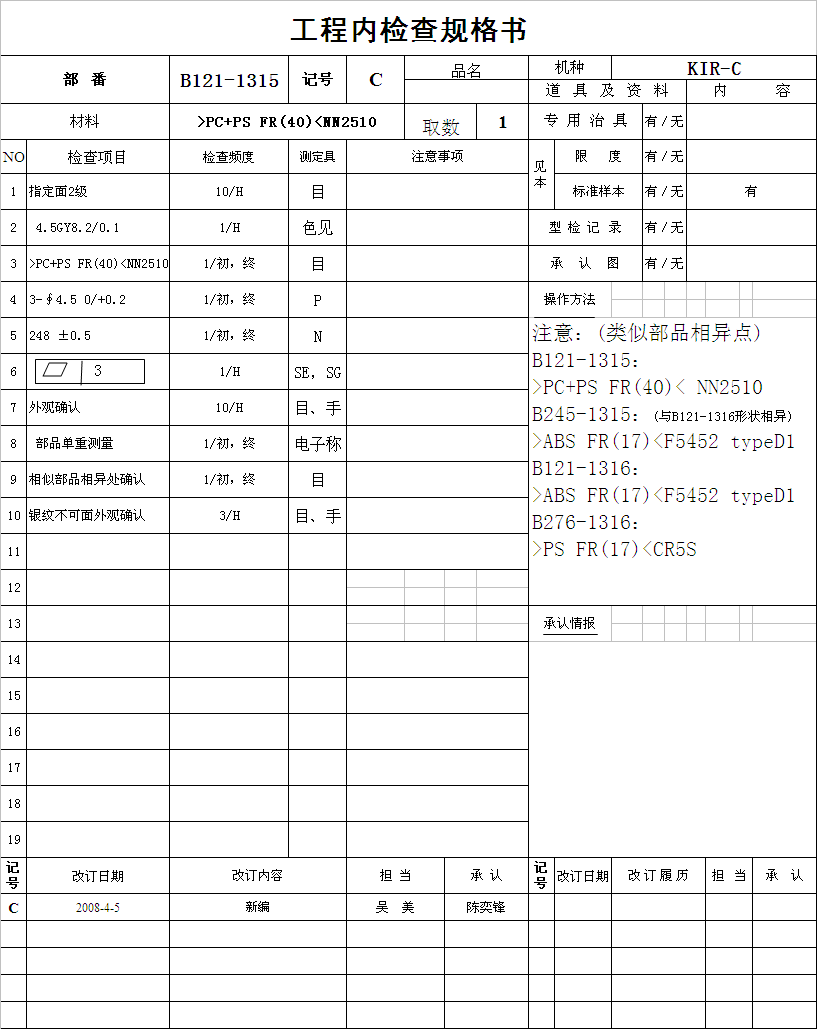 工程内检查规格书
部 番 B121-1315 记号 C 品名 机种 KIR-C
道 具 及 资 料 内 容
材料 >PC+PS FR(40)<NN2510 取数 1 专 用 治 具 有/无
NO 检查项目 检查频度 测定具 注意事项 见本 限 度 有/无
1 指定面2级 10/H 目 标准样本 有/无 有
2 4.5GY8.2/0.1 1/H 色见 型 检 记 录 有/无
3 >PC+PS FR(40)<NN2510 1/初，终 目 承 认 图 有/无
4 3-∮4.5 0/+0.2 1/初，终 P 操作方法
5 248 ±0.5 1/初，终 N
6 3 1/H SE，SG
7 外观确认 10/H 目、手
8 部品单重测量 1/初，终 电子称
9 相似部品相异处确认 1/初，终 目
10 银纹不可面外观确认 3/H 目、手
注意：(类似部品相异点)
B121-1315：
>PC+PS FR(40)< NN2510
B245-1315：(与B121-1316形状相异)
>ABS FR(17)<F5452 typeD1
B121-1316：
>ABS FR(17)<F5452 typeD1
B276-1316：
>PS FR(17)<CR5S
11
12
13 承认情报
14
15
16
17
18
19
记号 改订日期 改订内容 担 当 承 认 记号 改订日期 改 订 履 历 担 当 承 认
C 2008-4-5 新编 吴 美 陈奕锋